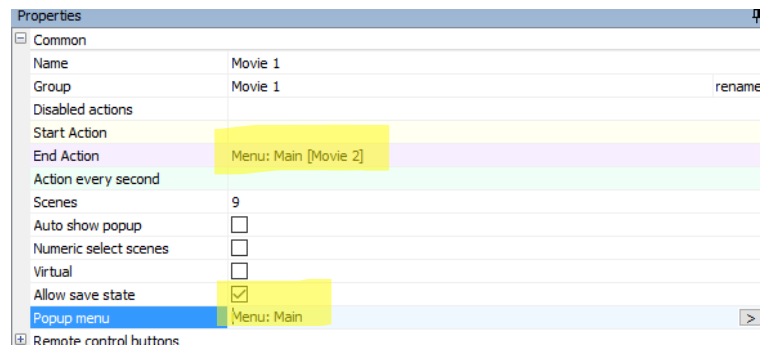 Properties
Common
Name Movie 1
Group Movie 1 rename
Disabled actions
Start Action
End Action Menu: Main [Movie 2]
Action every second
Scenes 9
Auto show popup
Numeric select scenes
Virtual
Allow save state
Popup menu Menu: Main >
Remote control buttons